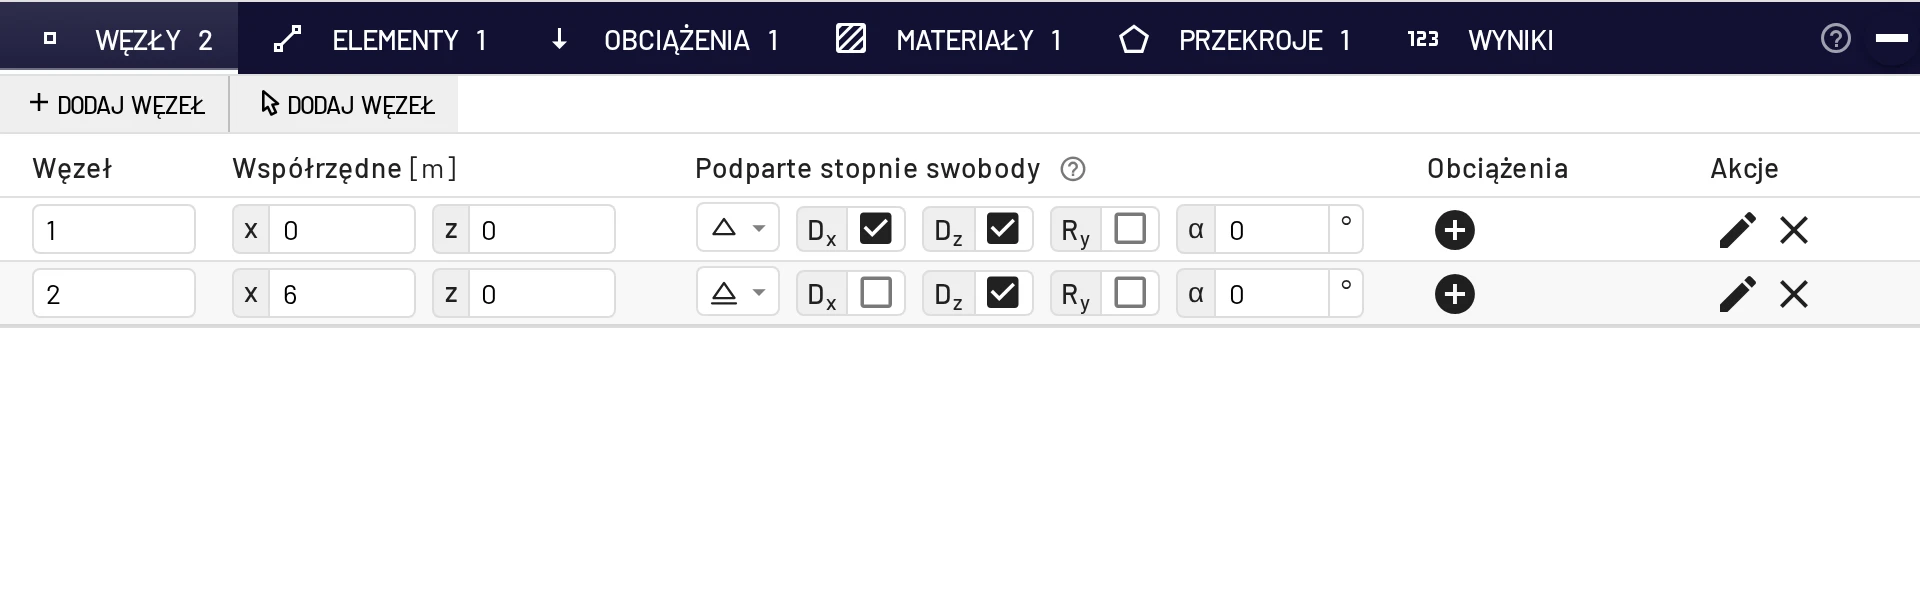 WĘZŁY 2 ELEMENTY 1 OBCIĄŻENIA 1 MATERIAŁY 1 PRZEKROJE 1 123 WYNIKI ?
+ DODAJ WĘZEŁ DODAJ WĘZEŁ
Węzeł Współrzędne [m] Podparte stopnie swobody ? Obciążenia Akcje
1 x 0 z 0 Dx Dz Ry α 0 °
2 x 6 z 0 Dx Dz Ry α 0 °